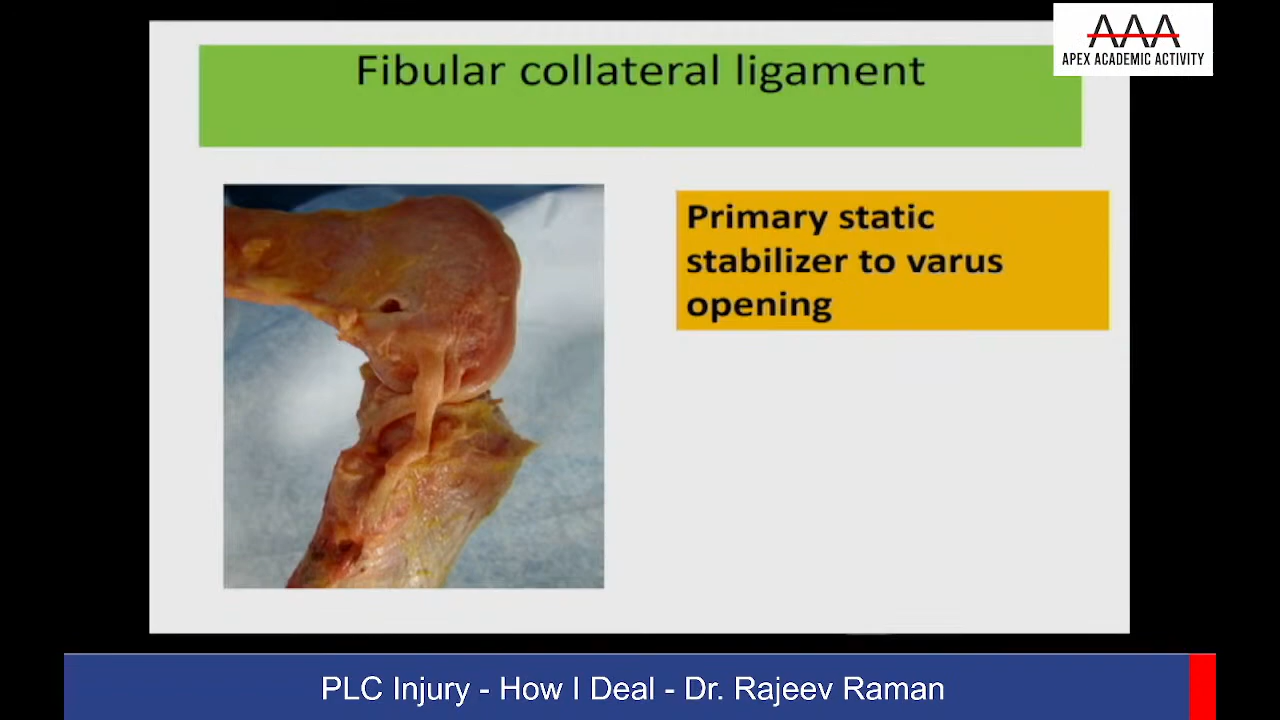 AAA
APEX ACADEMIC ACTIVITY
Fibular collateral ligament
Primary static
stabilizer to varus
opening
PLC Injury - How I Deal - Dr. Rajeev Raman